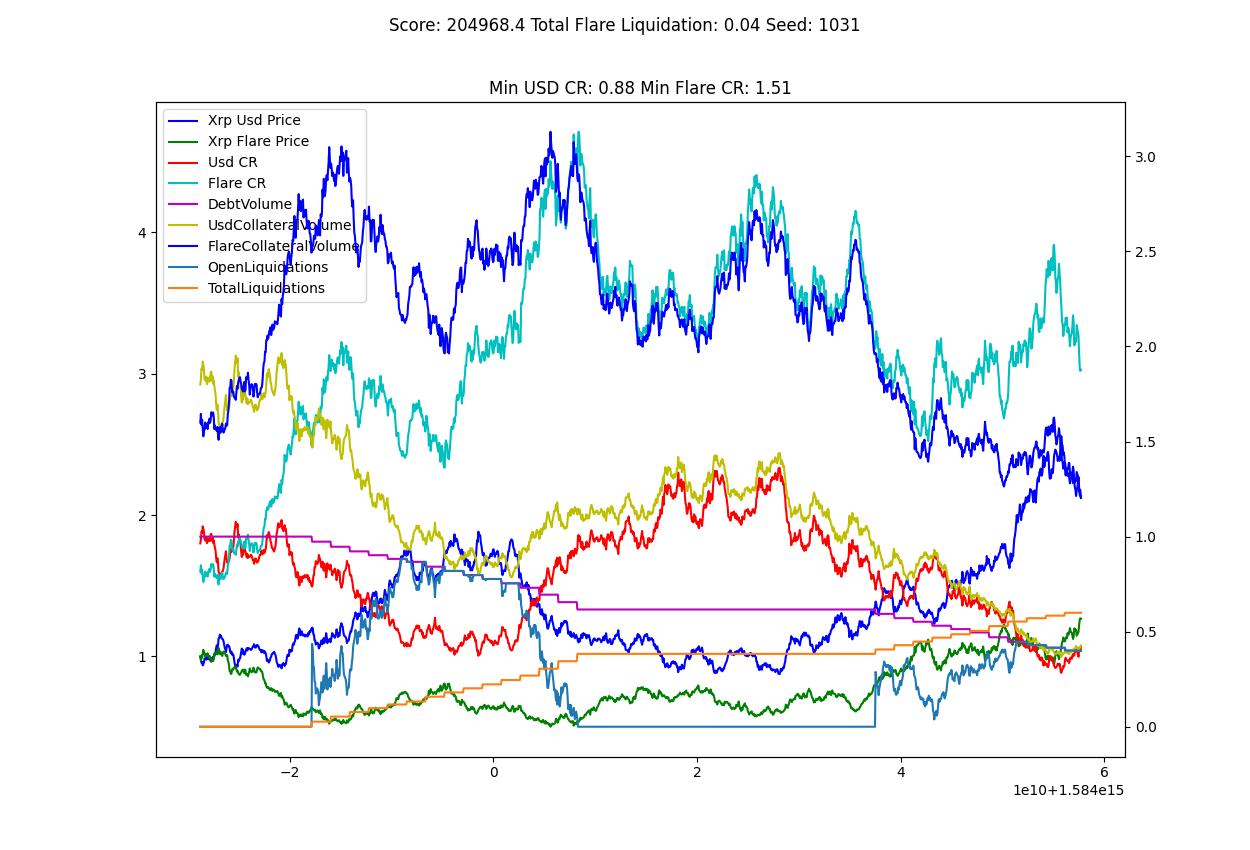 Score: 204968.4 Total Flare Liquidation: 0.04 Seed: 1031
Min USD CR: 0.88 Min Flare CR: 1.51
Xrp Usd Price
Xrp Flare Price
Usd CR
Flare CR
DebtVolume
UsdCollateralVolume
FlareCollateralVolume
OpenLiquidations
TotalLiquidations
4
3
2
1
3.0
2.5
2.0
1.5
1.0
0.5
0.0
−2 0 2 4 6
1e10+1.584e15